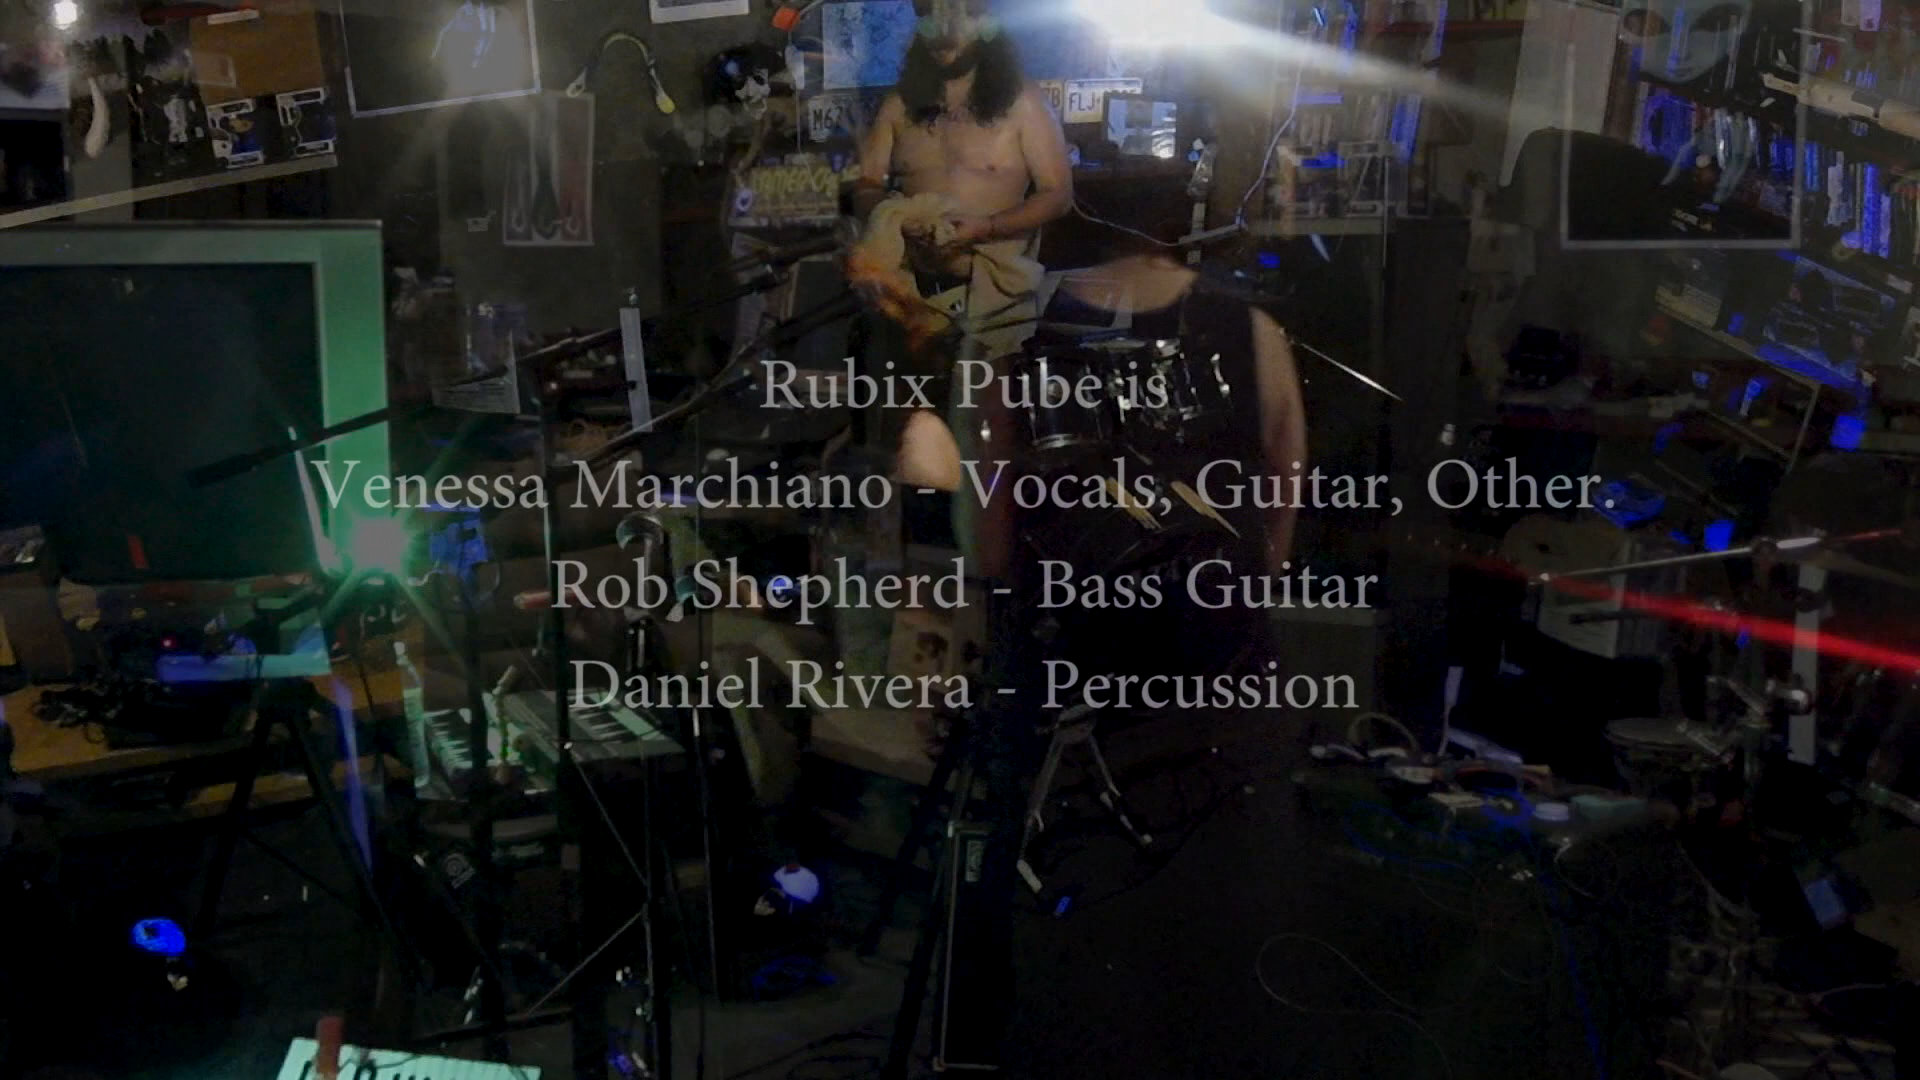 Rubix Pube is
Venessa Marchiano - Vocals, Guitar, Other.
Rob Shepherd - Bass Guitar
Daniel Rivera - Percussion